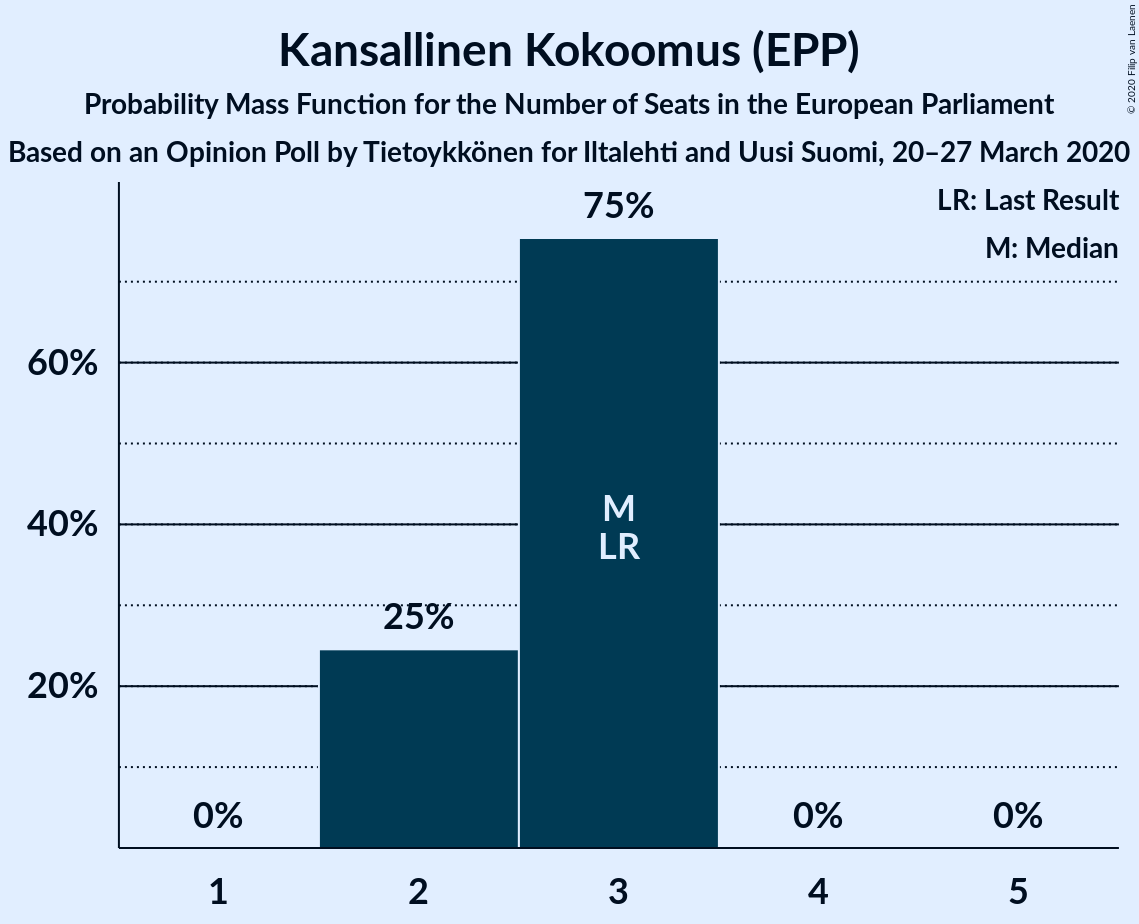 Kansallinen Kokoomus (EPP)
Probability Mass Function for the Number of Seats in the European Parliament
Based on an Opinion Poll by Tietoykkönen for Iltalehti and Uusi Suomi, 20–27 March 2020
© 2020 Filip van Laenen
LR: Last Result
M: Median
75%
60%
40%
20%
M
LR
25%
0%
0%
0%
1
2
3
4
5